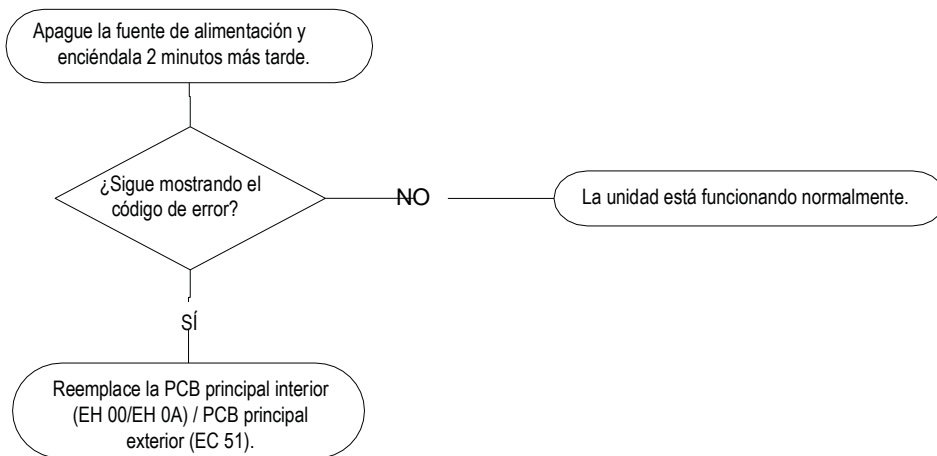 Apague la fuente de alimentación y
enciéndala 2 minutos más tarde.
¿Sigue mostrando el
código de error?
NO
La unidad está funcionando normalmente.
SÍ
Reemplace la PCB principal interior
(EH 00/EH 0A) / PCB principal
exterior (EC 51).